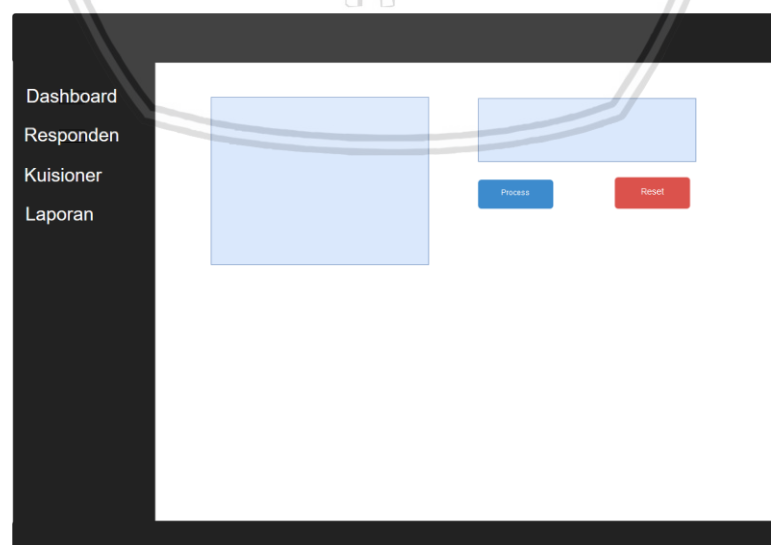 Dashboard
Responden
Kuisioner
Laporan
Process
Reset